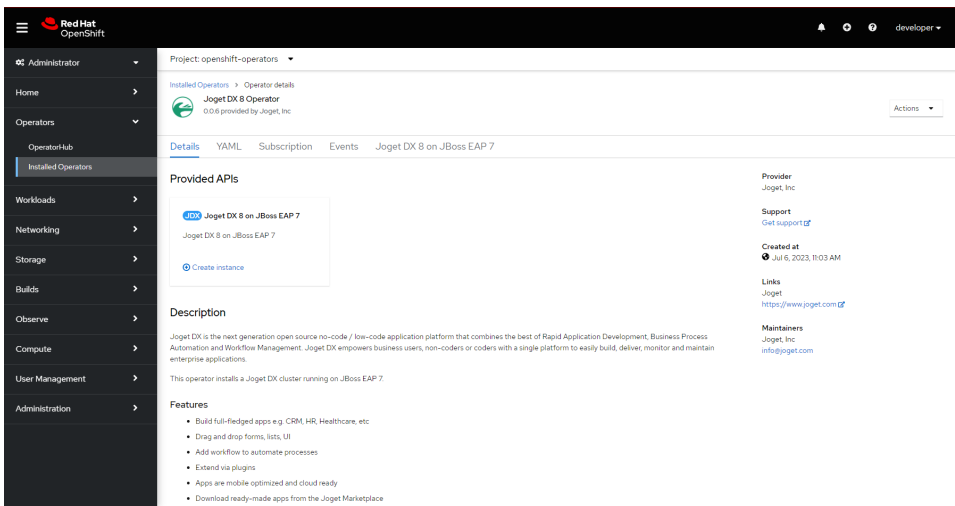 Red Hat
OpenShift
developer
Administrator
Home
Operators
OperatorHub
Installed Operators
Workloads
Networking
Storage
Builds
Observe
Compute
User Management
Administration
Project: openshift-operators
Installed Operators > Operator details
Joget DX 8 Operator
0.0.6 provided by Joget, Inc
Actions
Details YAML Subscription Events Joget DX 8 on JBoss EAP 7
Provided APIs
JDX Joget DX 8 on JBoss EAP 7
Joget DX 8 on JBoss EAP 7
Create instance
Description
Joget DX is the next generation open source no-code / low-code application platform that combines the best of Rapid Application Development, Business Process
Automation and Workflow Management. Joget DX empowers business users, non-coders or coders with a single platform to easily build, deliver, monitor and maintain
enterprise applications.
This operator installs a Joget DX cluster running on JBoss EAP 7.
Features
Build full-fledged apps e.g. CRM, HR, Healthcare, etc
Drag and drop forms, lists, UI
Add workflow to automate processes
Extend via plugins
Apps are mobile optimized and cloud ready
Download ready-made apps from the Joget Marketplace
Provider
Joget, Inc
Support
Get support
Created at
Jul 6, 2023, 11:03 AM
Links
Joget
https://www.joget.com
Maintainers
Joget, Inc
info@joget.com